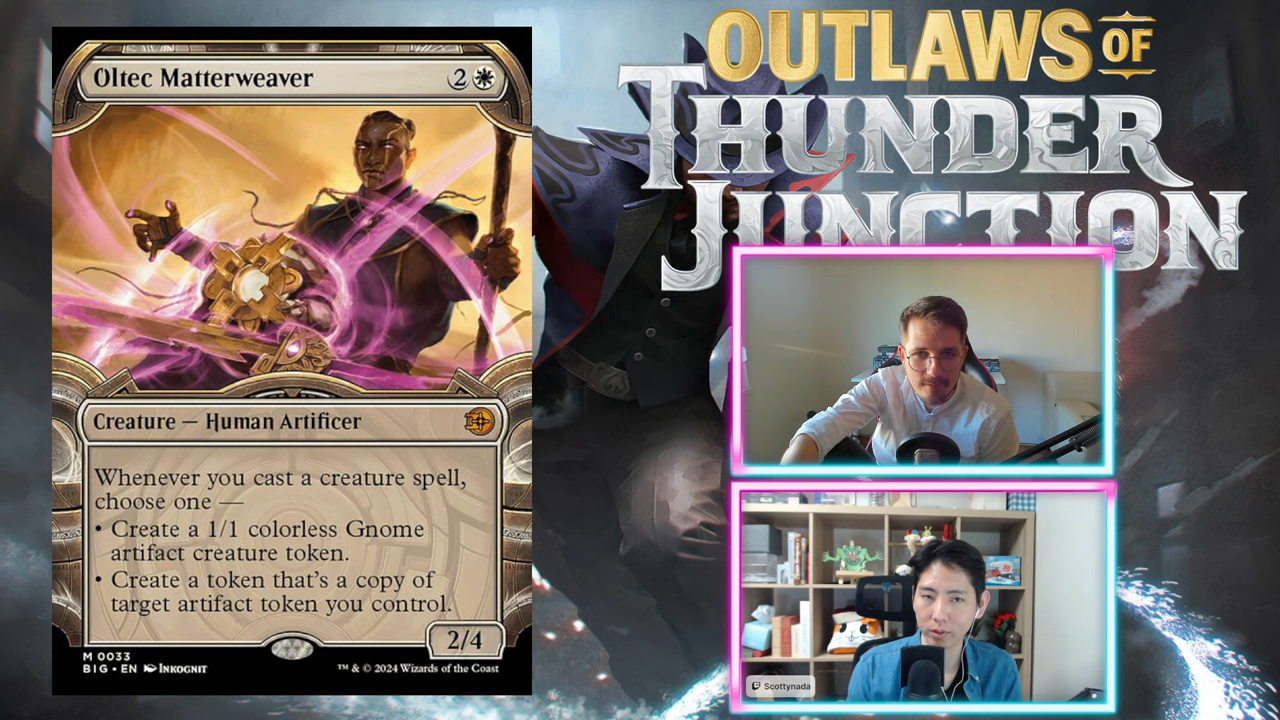 Oltec Matterweaver 2
Creature — Human Artificer
Whenever you cast a creature spell,
choose one —
• Create a 1/1 colorless Gnome
artifact creature token.
• Create a token that's a copy of
target artifact token you control.
2/4
M 0033
BIG • EN INKOGNIT
™ & © 2024 Wizards of the Coast
OUTLAWS OF
THUNDER
JUNCTION
Scottynada